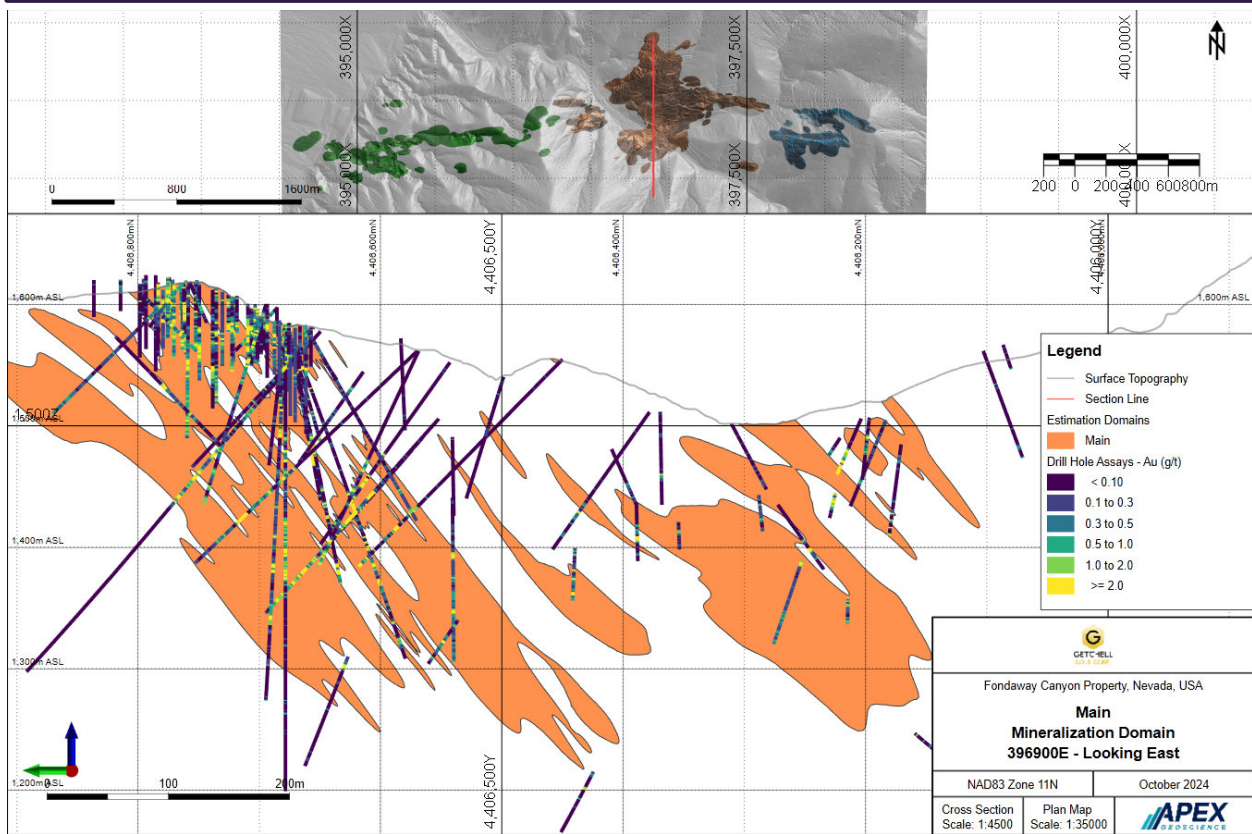 395,000X
397,500X
400,000X
N
395,000X
397,500X
400,000X
0 800 1600m
200 0 200 400 600 800m
4,406,800mN
4,406,600mN
4,406,500Y
4,406,400mN
4,406,200mN
4,406,000Y
1,600m ASL
1,600m ASL
1,500Z
1,400m ASL
1,300m ASL
1,200m ASL
4,406,500Y
0 100 200m
Legend
Surface Topography
Section Line
Estimation Domains
Main
Drill Hole Assays - Au (g/t)
< 0.10
0.1 to 0.3
0.3 to 0.5
0.5 to 1.0
1.0 to 2.0
>= 2.0
GETCHELL
GOLD CORP
Fondaway Canyon Property, Nevada, USA
Main
Mineralization Domain
396900E - Looking East
NAD83 Zone 11N
October 2024
Cross Section
Scale: 1:4500
Plan Map
Scale: 1:35000
APEX
GEOSCIENCE